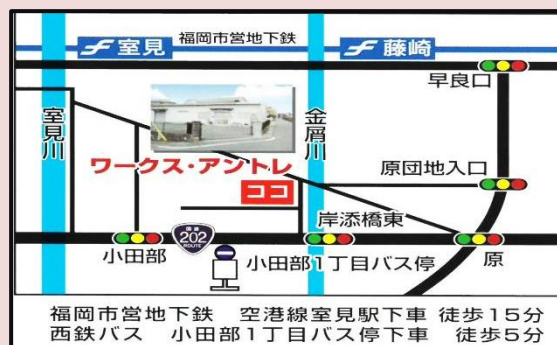 室見 福岡市営地下鉄 藤崎
早良口
室見川
金屑川
ワークス・アントレ
原団地入口
ココ
岸添橋東
国道
202
ROUTE
小田部
小田部1丁目バス停
原
福岡市営地下鉄 空港線室見駅下車 徒歩15分
西鉄バス 小田部1丁目バス停下車 徒歩5分